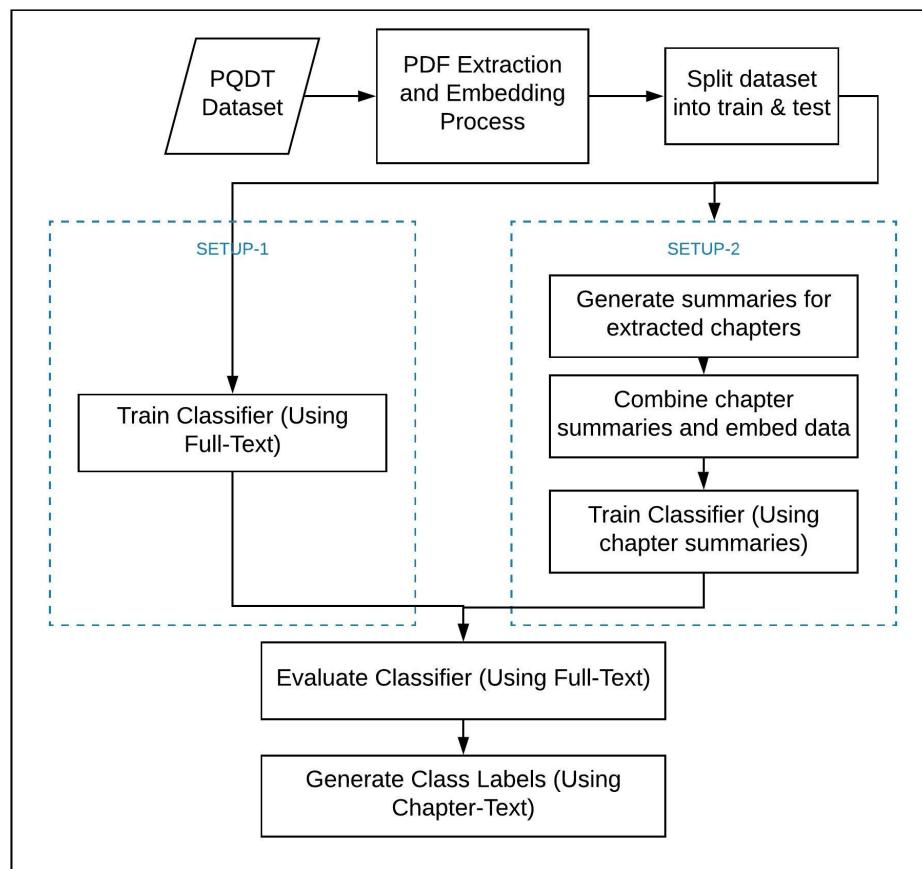 PQDT
Dataset
PDF Extraction
and Embedding
Process
Split dataset
into train & test
SETUP-1
Train Classifier (Using
Full-Text)
SETUP-2
Generate summaries for
extracted chapters
Combine chapter
summaries and embed data
Train Classifier (Using
chapter summaries)
Evaluate Classifier (Using Full-Text)
Generate Class Labels (Using
Chapter-Text)